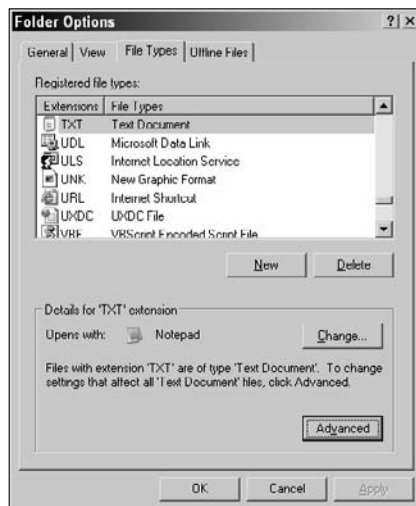 Folder Options
General View File Types Offline Files
Registered file types:
Extensions File Types
TXT Text Document
UDL Microsoft Data Link
ULS Internet Location Service
UNK New Graphic Format
URL Internet Shortcut
UXDC UXDC File
VBE VBScript Encoded Script File
New Delete
Details for 'TXT' extension
Opens with: Notepad Change...
Files with extension 'TXT' are of type 'Text Document'. To change
settings that affect all 'Text Document' files, click Advanced.
Advanced
OK Cancel Apply